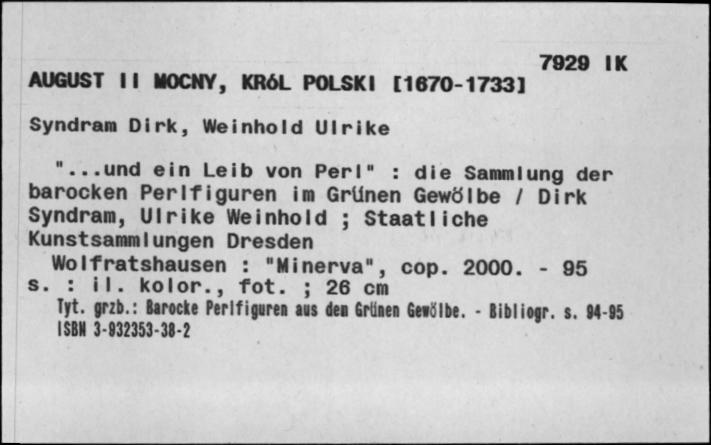 7929 IK
AUGUST II MOCNY, KRóL POLSKI [1670-1733]
Syndram Dirk, Weinhold Ulrike
"...und ein Leib von Perl" : die Sammlung der
barocken Perlfiguren im Grünen Gewölbe / Dirk
Syndram, Ulrike Weinhold ; Staatliche
Kunstsammlungen Dresden
Wolfratshausen : "Minerva", cop. 2000. - 95
s. : il. kolor., fot. ; 26 cm
Tyt. grzb.: Barocke Perlfiguren aus dem Grünen Gewölbe. - Bibliogr. s. 94-95
ISBN 3-932353-38-2